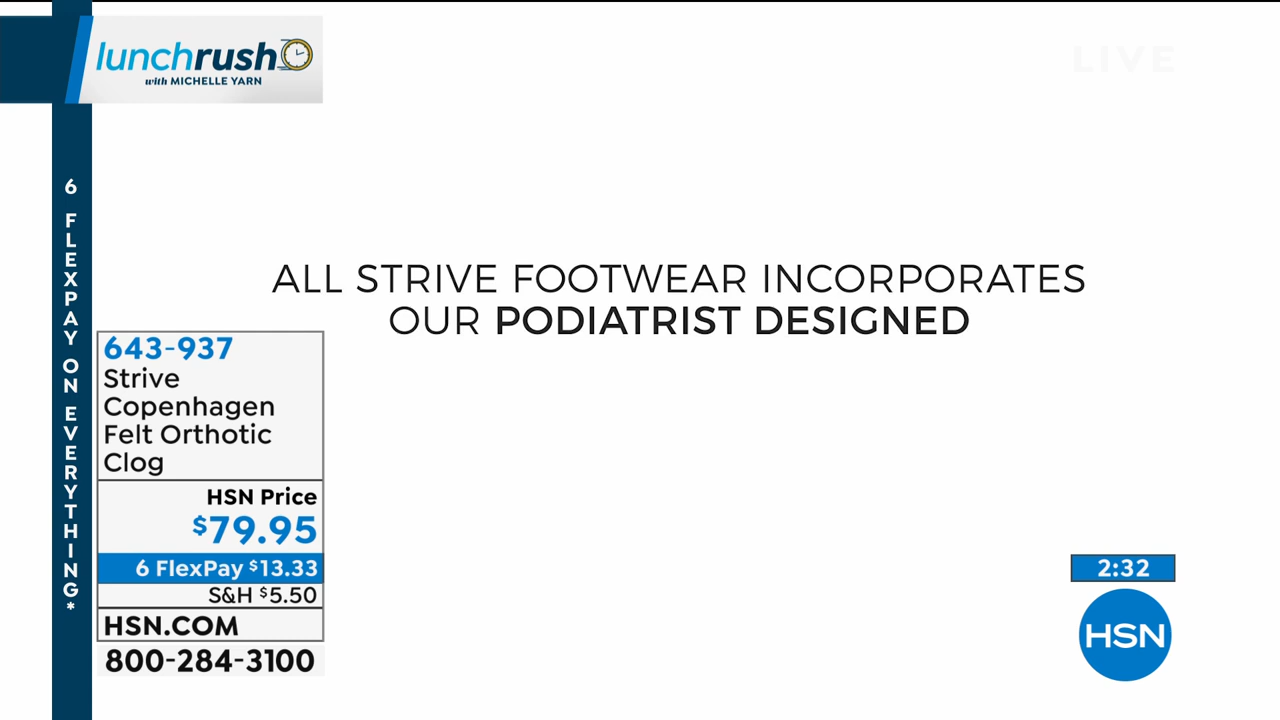 lunchrush
with MICHELLE YARN
LIVE
6 FLEXPAY ON EVERYTHING*
ALL STRIVE FOOTWEAR INCORPORATES
OUR PODIATRIST DESIGNED
643-937
Strive
Copenhagen
Felt Orthotic
Clog
HSN Price
$79.95
6 FlexPay $13.33
S&H $5.50
HSN.COM
800-284-3100
2:32
HSN